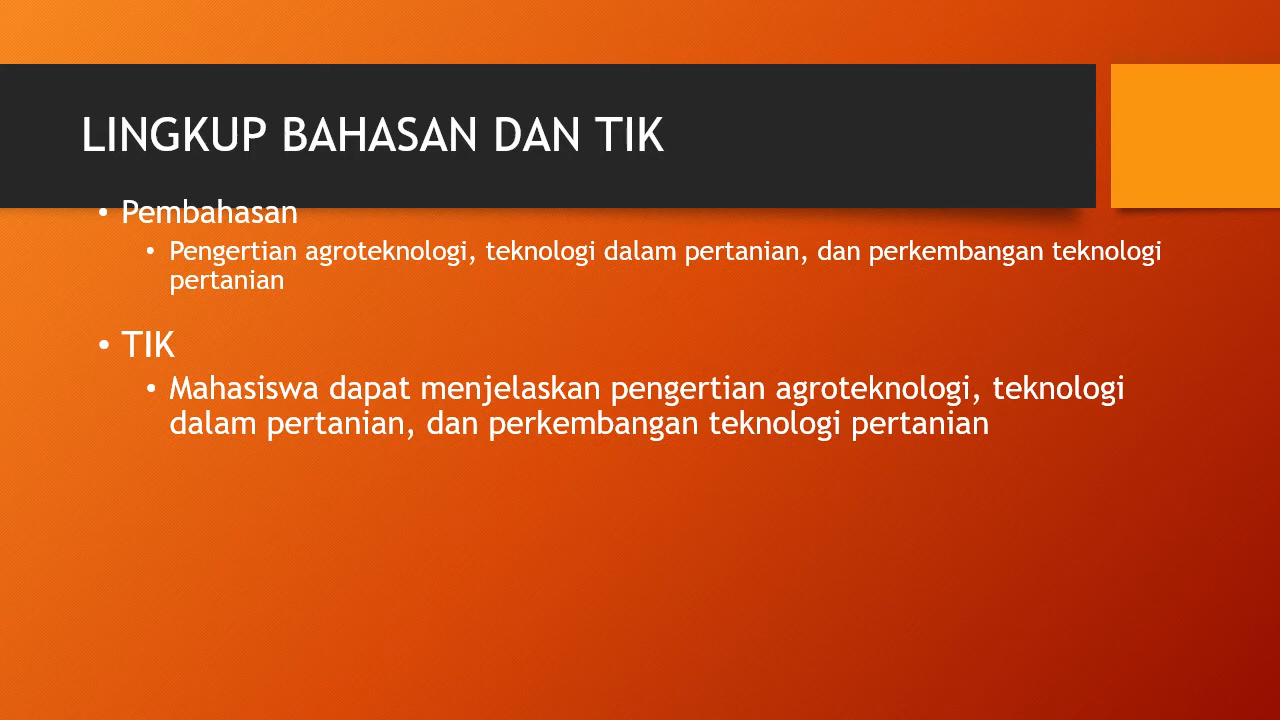 LINGKUP BAHASAN DAN TIK
• Pembahasan
• Pengertian agroteknologi, teknologi dalam pertanian, dan perkembangan teknologi
pertanian
• TIK
• Mahasiswa dapat menjelaskan pengertian agroteknologi, teknologi
dalam pertanian, dan perkembangan teknologi pertanian